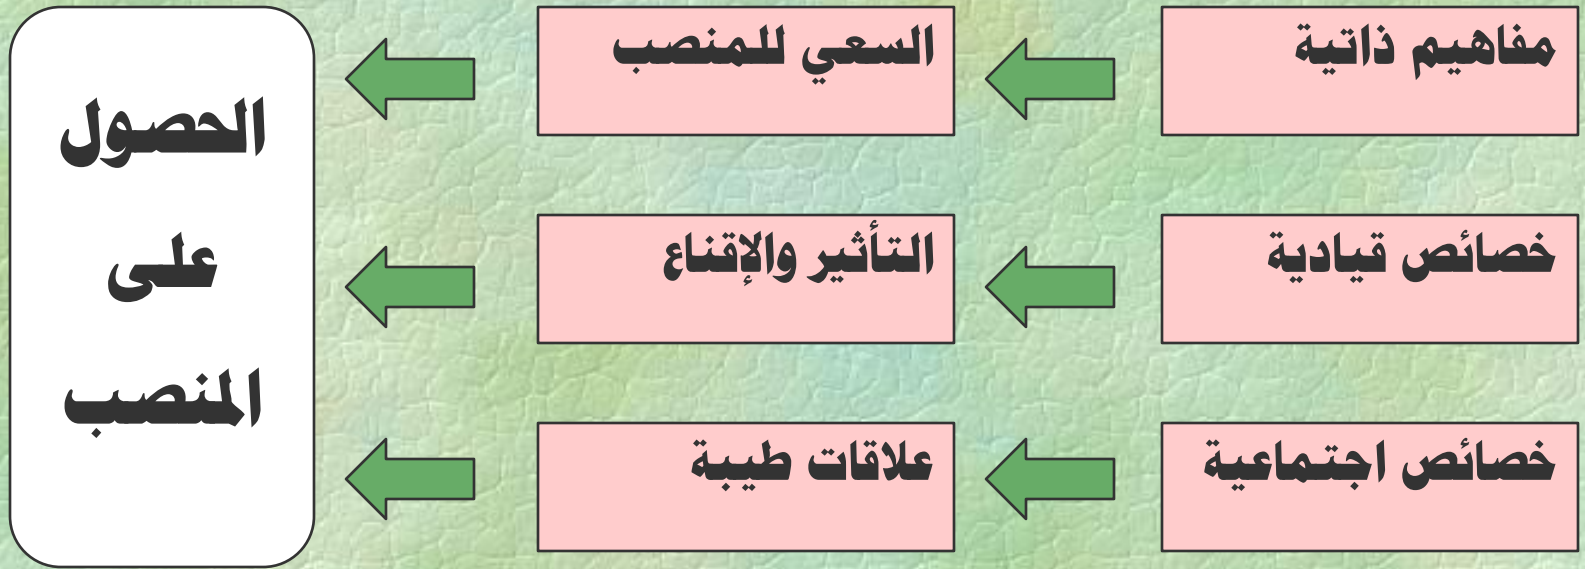 مفاهيم ذاتية
السعي للمنصب
خصائص قيادية
التأثير والإقناع
خصائص اجتماعية
علاقات طيبة
الحصول
على
المنصب